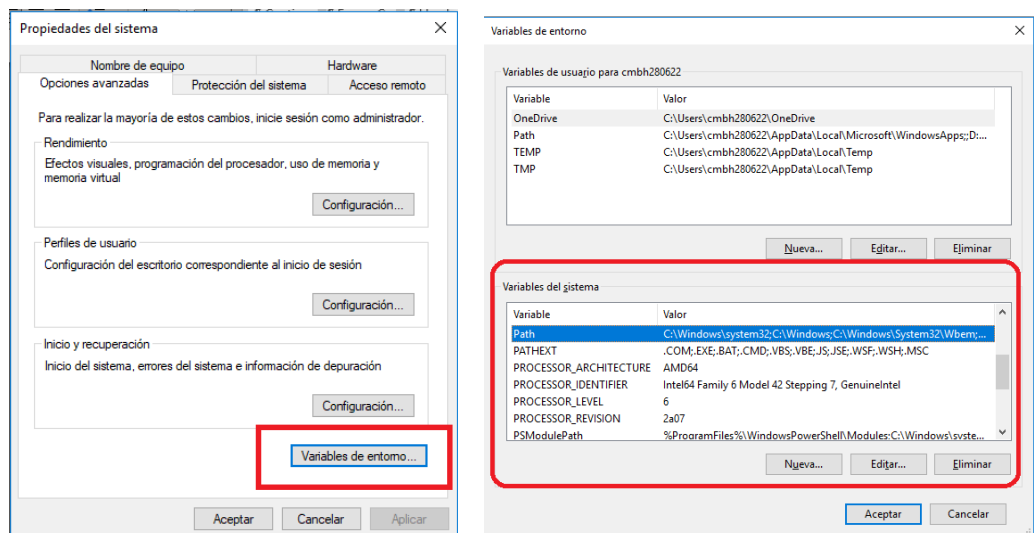 Propiedades del sistema
Nombre de equipo Hardware
Opciones avanzadas Protección del sistema Acceso remoto
Para realizar la mayoría de estos cambios, inicie sesión como administrador.
Rendimiento
Efectos visuales, programación del procesador, uso de memoria y
memoria virtual
Configuración...
Perfiles de usuario
Configuración del escritorio correspondiente al inicio de sesión
Configuración...
Inicio y recuperación
Inicio del sistema, errores del sistema e información de depuración
Configuración...
Variables de entorno...
Aceptar Cancelar Aplicar
Variables de entorno
Variables de usuario para cmbh280622
Variable Valor
OneDrive C:\Users\cmbh280622\OneDrive
Path C:\Users\cmbh280622\AppData\Local\Microsoft\WindowsApps;;D:...
TEMP C:\Users\cmbh280622\AppData\Local\Temp
TMP C:\Users\cmbh280622\AppData\Local\Temp
Nueva... Editar... Eliminar
Variables del sistema
Variable Valor
Path C:\Windows\system32;C:\Windows;C:\Windows\System32\Wbem;...
PATHEXT .COM;.EXE;.BAT;.CMD;.VBS;.VBE;.JS;.JSE;.WSF;.WSH;.MSC
PROCESSOR_ARCHITECTURE AMD64
PROCESSOR_IDENTIFIER Intel64 Family 6 Model 42 Stepping 7, GenuineIntel
PROCESSOR_LEVEL 6
PROCESSOR_REVISION 2a07
PSModulePath %ProgramFiles%\WindowsPowerShell\Modules;C:\Windows\syste...
Nueva... Editar... Eliminar
Aceptar Cancelar